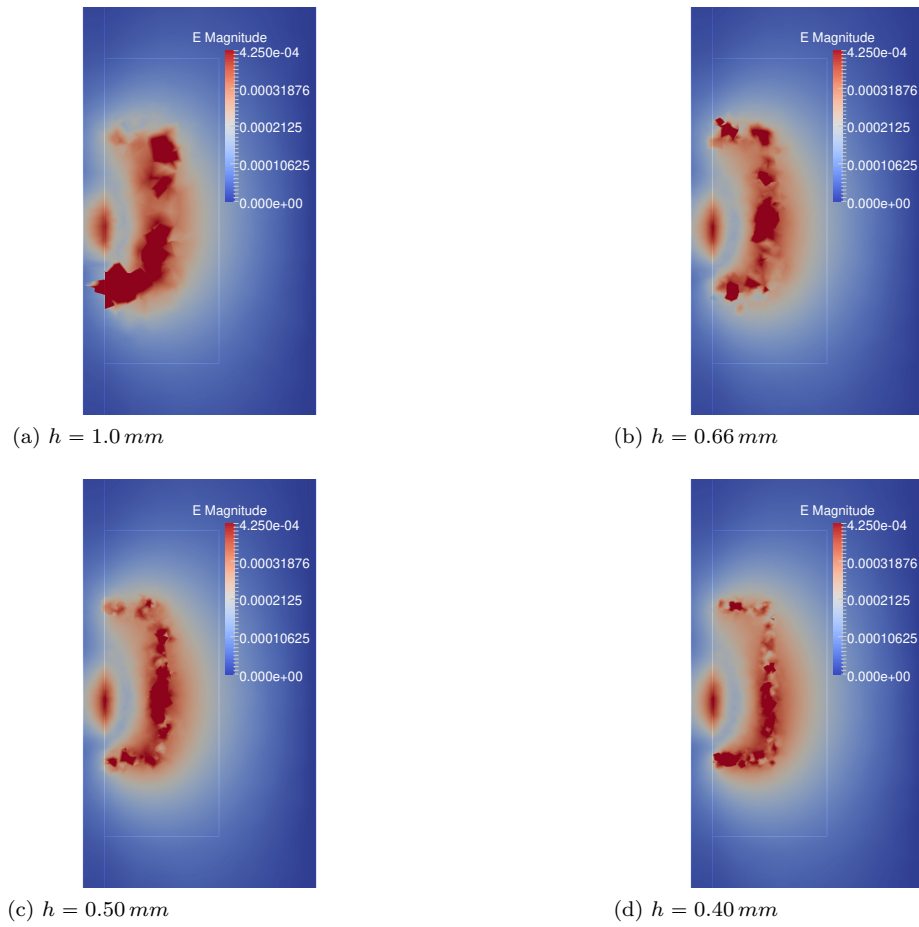 E Magnitude
4.250e-04
0.00031876
0.0002125
0.00010625
0.000e+00
E Magnitude
4.250e-04
0.00031876
0.0002125
0.00010625
0.000e+00
(a) h = 1.0 mm
(b) h = 0.66 mm
E Magnitude
4.250e-04
0.00031876
0.0002125
0.00010625
0.000e+00
E Magnitude
4.250e-04
0.00031876
0.0002125
0.00010625
0.000e+00
(c) h = 0.50 mm
(d) h = 0.40 mm